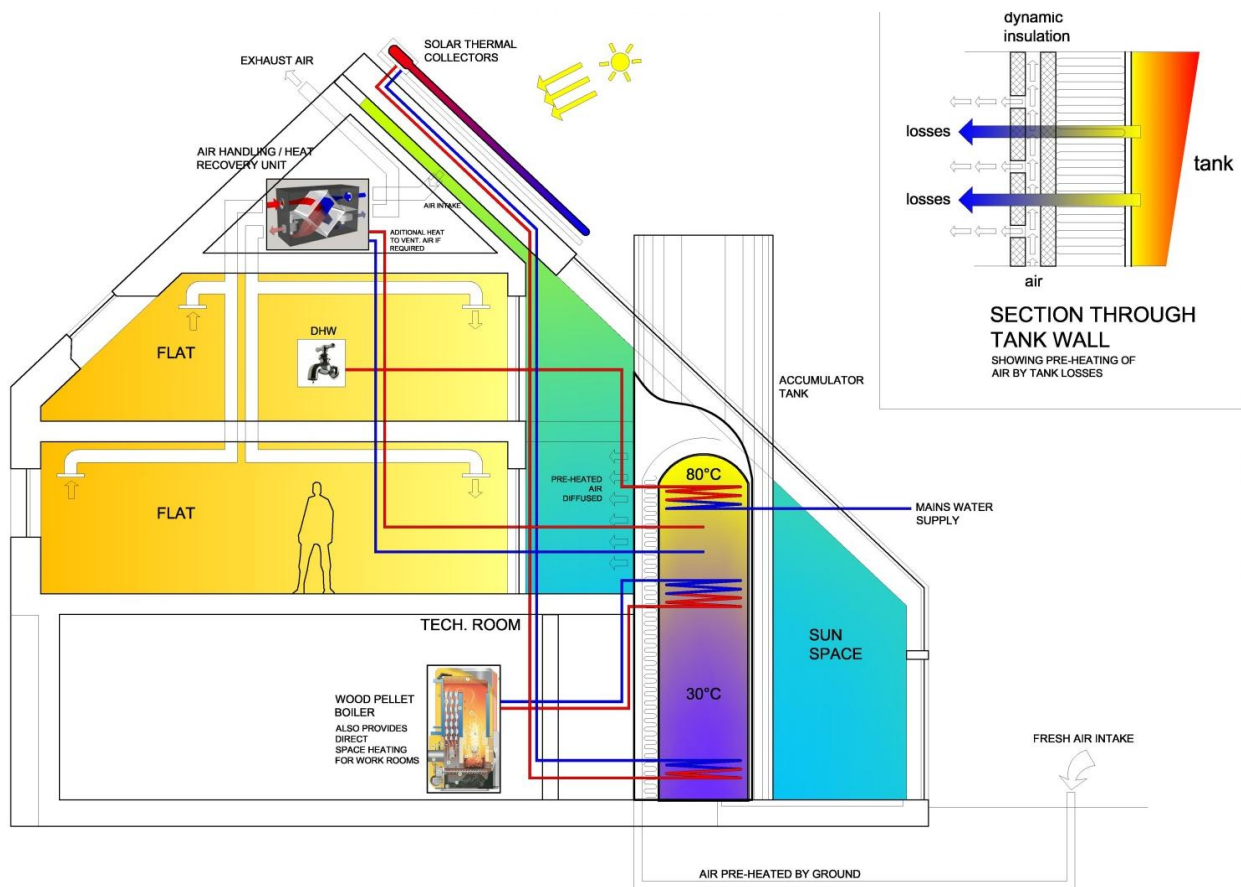 SOLAR THERMAL
COLLECTORS
EXHAUST AIR
AIR HANDLING / HEAT
RECOVERY UNIT
AIR INTAKE
ADITIONAL HEAT
TO VENT. AIR IF
REQUIRED
FLAT
DHW
FLAT
PRE-HEATED
AIR
DIFFUSED
80°C
ACCUMULATOR
TANK
MAINS WATER
SUPPLY
TECH. ROOM
WOOD PELLET
BOILER
ALSO PROVIDES
DIRECT
SPACE HEATING
FOR WORK ROOMS
30°C
SUN
SPACE
FRESH AIR INTAKE
AIR PRE-HEATED BY GROUND
dynamic
insulation
losses
losses
tank
air
SECTION THROUGH
TANK WALL
SHOWING PRE-HEATING OF
AIR BY TANK LOSSES